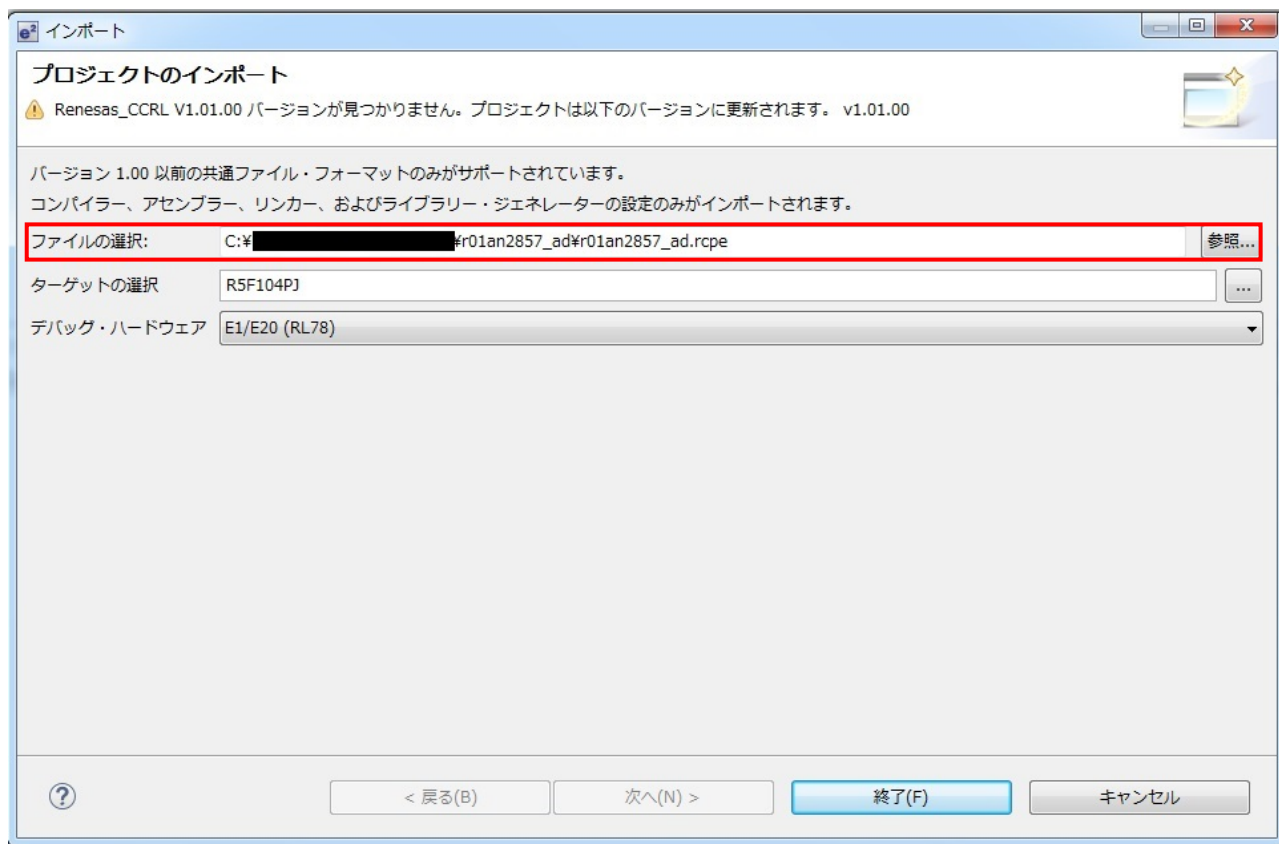 e² インポート
プロジェクトのインポート
Renesas_CCRL V1.01.00 バージョンが見つかりません。プロジェクトは以下のバージョンに更新されます。 v1.01.00
バージョン 1.00 以前の共通ファイル・フォーマットのみがサポートされています。
コンパイラー、アセンブラー、リンカー、およびライブラリー・ジェネレーターの設定のみがインポートされます。
ファイルの選択: C:¥ ¥r01an2857_ad¥r01an2857_ad.rcpe 参照...
ターゲットの選択 R5F104PJ ...
デバッグ・ハードウェア E1/E20 (RL78)
? < 戻る(B) 次へ(N) > 終了(F) キャンセル